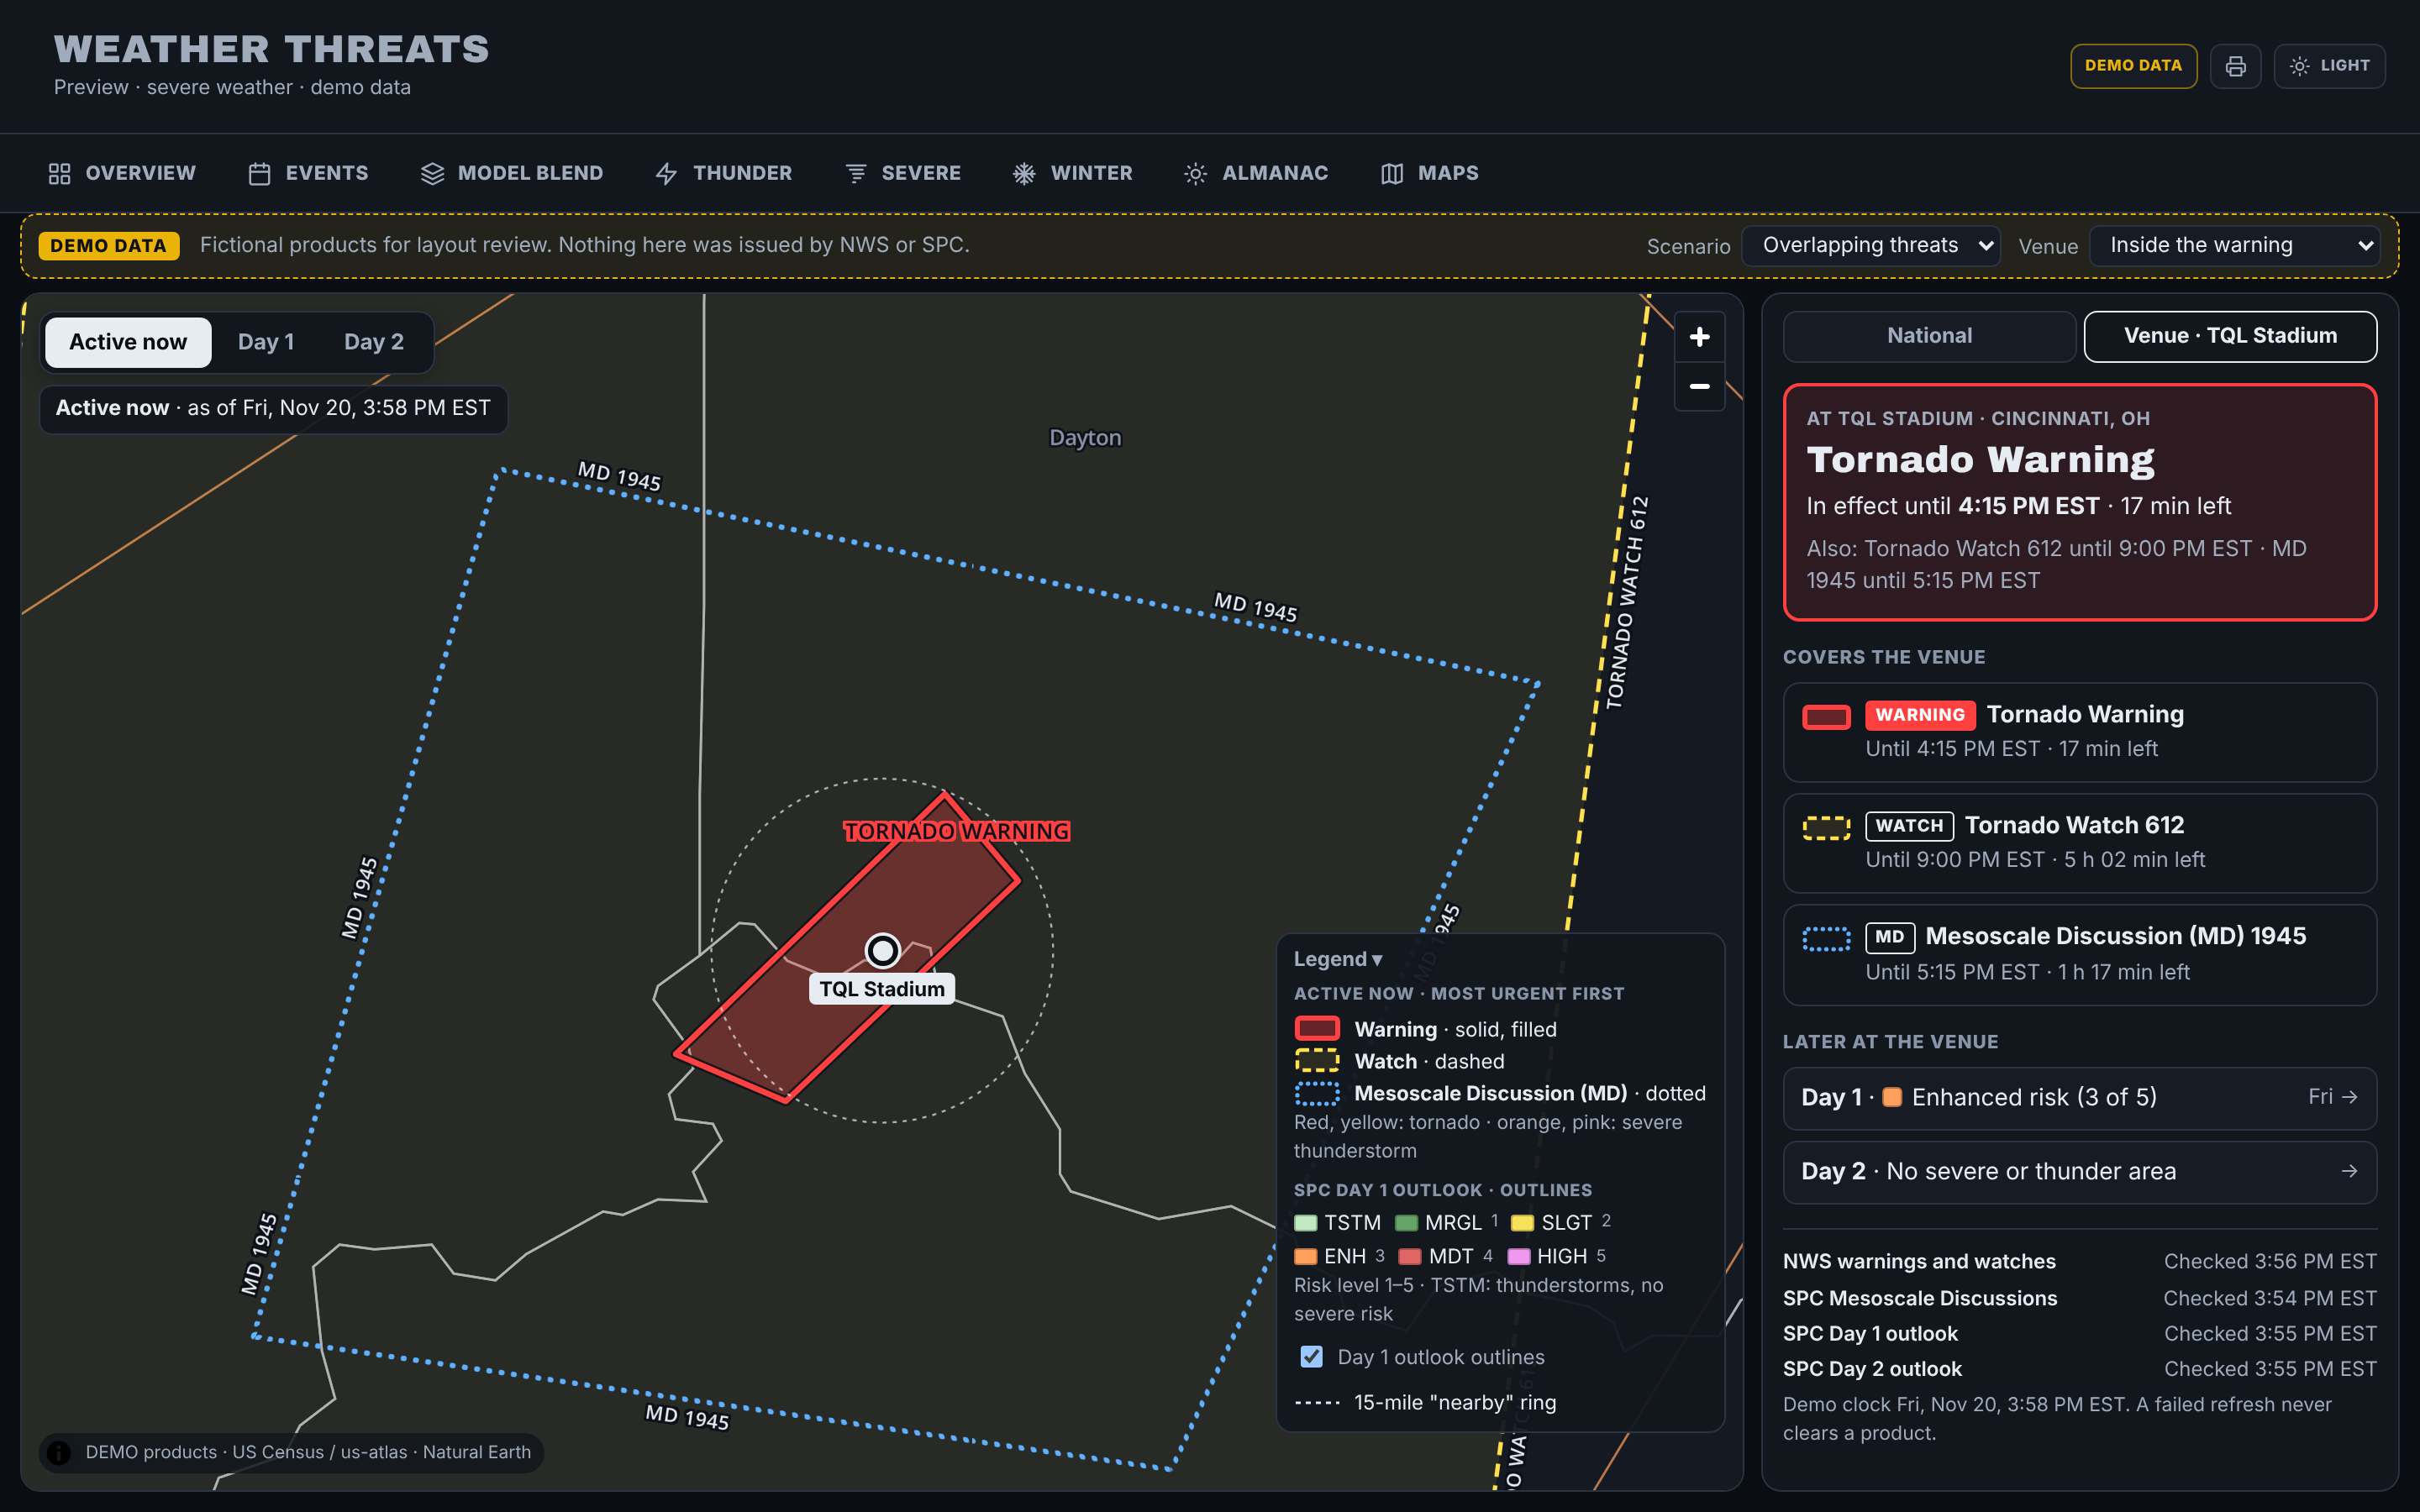 WEATHER THREATS
Preview · severe weather · demo data
DEMO DATA
LIGHT
OVERVIEW
EVENTS
MODEL BLEND
THUNDER
SEVERE
WINTER
ALMANAC
MAPS
DEMO DATA
Fictional products for layout review. Nothing here was issued by NWS or SPC.
Scenario
Overlapping threats
Venue
Inside the warning
Active now
Day 1
Day 2
Active now · as of Fri, Nov 20, 3:58 PM EST
+
−
Dayton
MD 1945
MD 1945
TORNADO WATCH 612
TORNADO WARNING
MD 1945
TQL Stadium
MD 1945
MD 1945
Legend ▾
ACTIVE NOW · MOST URGENT FIRST
Warning · solid, filled
Watch · dashed
Mesoscale Discussion (MD) · dotted
Red, yellow: tornado · orange, pink: severe
thunderstorm
SPC DAY 1 OUTLOOK · OUTLINES
TSTM MRGL 1 SLGT 2
ENH 3 MDT 4 HIGH 5
Risk level 1–5 · TSTM: thunderstorms, no
severe risk
Day 1 outlook outlines
15-mile "nearby" ring
MD 1945
DEMO products · US Census / us-atlas · Natural Earth
National
Venue · TQL Stadium
AT TQL STADIUM · CINCINNATI, OH
Tornado Warning
In effect until 4:15 PM EST · 17 min left
Also: Tornado Watch 612 until 9:00 PM EST · MD
1945 until 5:15 PM EST
COVERS THE VENUE
WARNING Tornado Warning
Until 4:15 PM EST · 17 min left
WATCH Tornado Watch 612
Until 9:00 PM EST · 5 h 02 min left
MD Mesoscale Discussion (MD) 1945
Until 5:15 PM EST · 1 h 17 min left
LATER AT THE VENUE
Day 1 · Enhanced risk (3 of 5) Fri →
Day 2 · No severe or thunder area →
NWS warnings and watches Checked 3:56 PM EST
SPC Mesoscale Discussions Checked 3:54 PM EST
SPC Day 1 outlook Checked 3:55 PM EST
SPC Day 2 outlook Checked 3:55 PM EST
Demo clock Fri, Nov 20, 3:58 PM EST. A failed refresh never
clears a product.